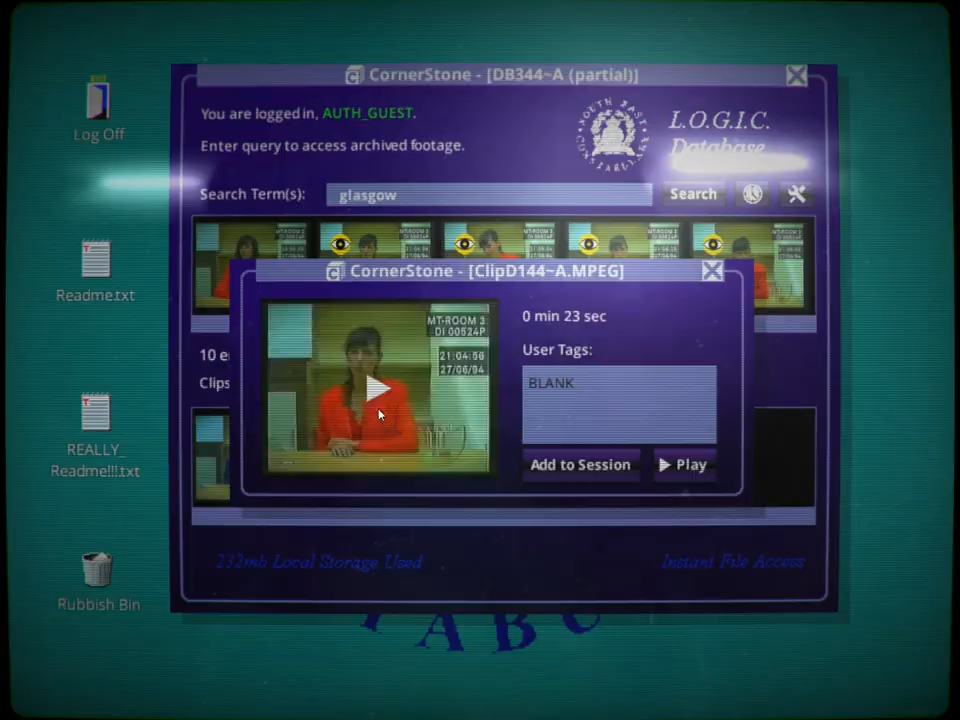 CornerStone - [DB344~A (partial)]
You are logged in, AUTH_GUEST.
Enter query to access archived footage.
SOUTH EAST
L.O.G.I.C.
Database
Search Term(s):
glasgow
Search
Log Off
Readme.txt
REALLY_
Readme!!!.txt
Rubbish Bin
CornerStone - [ClipD144~A.MPEG]
MT-ROOM 3
DI 00524P
21:04:56
27/06/94
0 min 23 sec
User Tags:
BLANK
Add to Session
Play
10 e
Clips
232mb Local Storage Used
Instant File Access
TABU